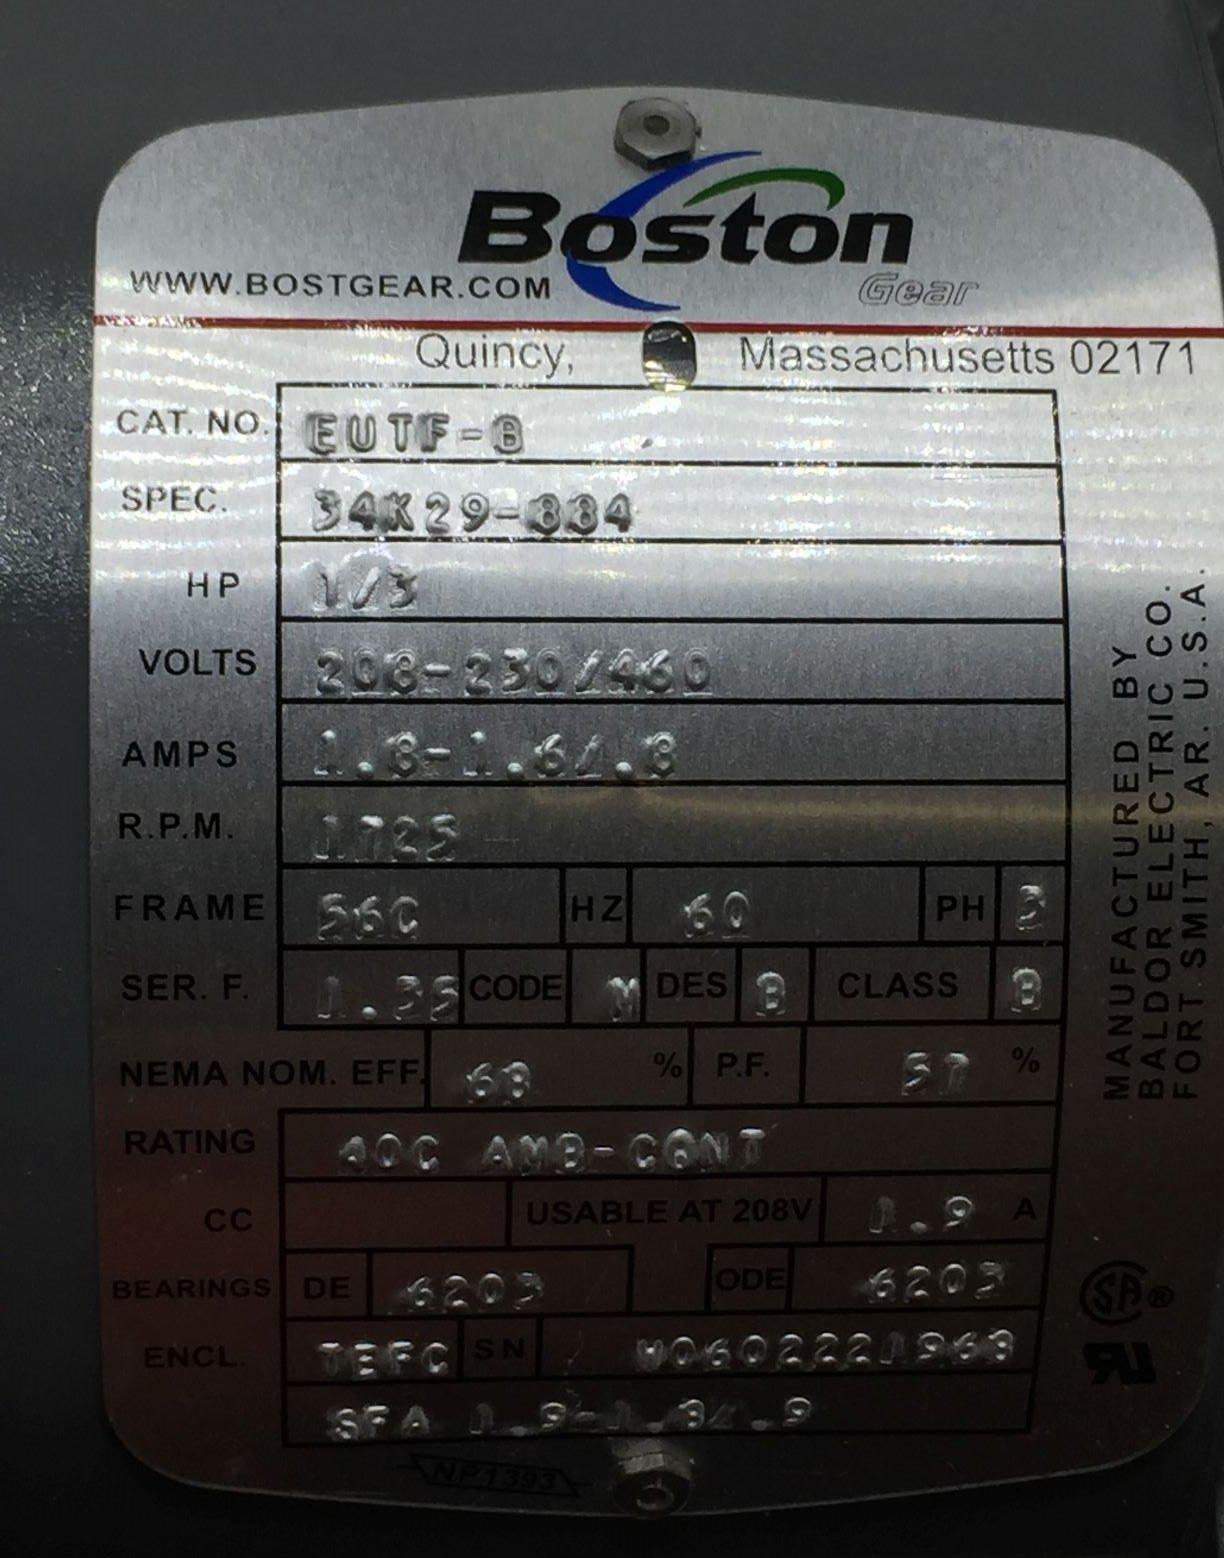 Boston
Gear
WWW.BOSTGEAR.COM
Quincy, Massachusetts 02171
CAT. NO. EUTF-B
SPEC. 34K29-884
HP 1/3
VOLTS 208-230/460
AMPS 1.8-1.6/.8
R.P.M. 1725
FRAME 56C HZ 60 PH 3
SER. F. 1.35 CODE M DES B CLASS B
NEMA NOM. EFF. 68 % P.F. 57 %
RATING 40C AMB-CONT
CC USABLE AT 208V 1.9 A
BEARINGS DE 6203 ODE 6203
ENCL. TEFC SN W0602221968
SFA 1.9-1.8/.9
NP1393
MANUFACTURED BY
BALDOR ELECTRIC CO.
FORT SMITH, AR. U.S.A.
SA ®
RU